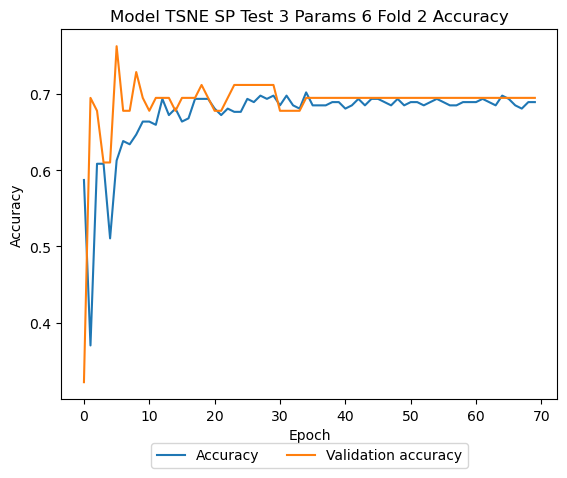 Model TSNE SP Test 3 Params 6 Fold 2 Accuracy
Accuracy
0.7
0.6
0.5
0.4
0 10 20 30 40 50 60 70
Epoch
Accuracy Validation accuracy